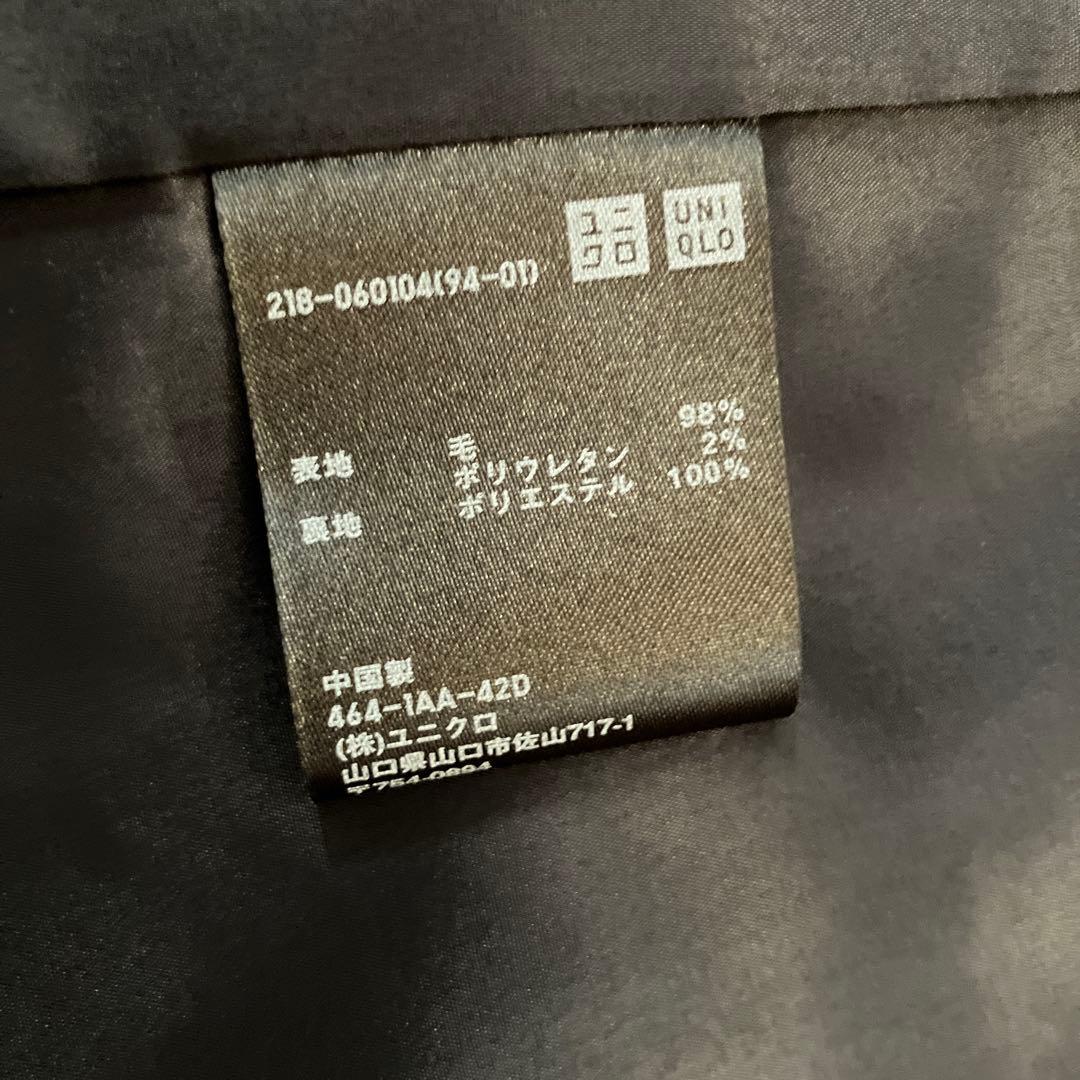 ユニ
クロ
UNI
QLO
218-060104(94-01)
表地 毛 98%
ポリウレタン 2%
裏地 ポリエステル 100%
中国製
464-1AA-42D
(株)ユニクロ
山口県山口市佐山717-1
〒754-0894